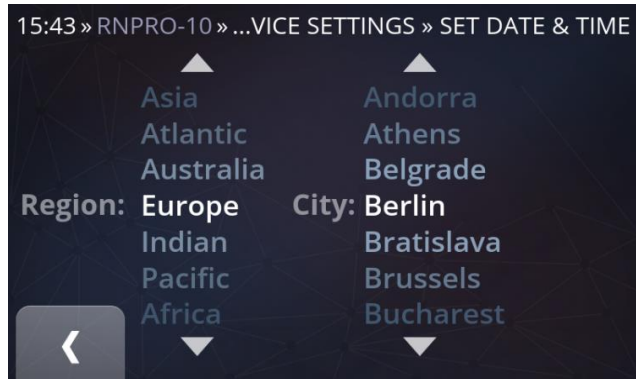 15:43 » RNPRO-10 » ...VICE SETTINGS » SET DATE & TIME
Asia Andorra
Atlantic Athens
Australia Belgrade
Region: Europe City: Berlin
Indian Bratislava
Pacific Brussels
Africa Bucharest